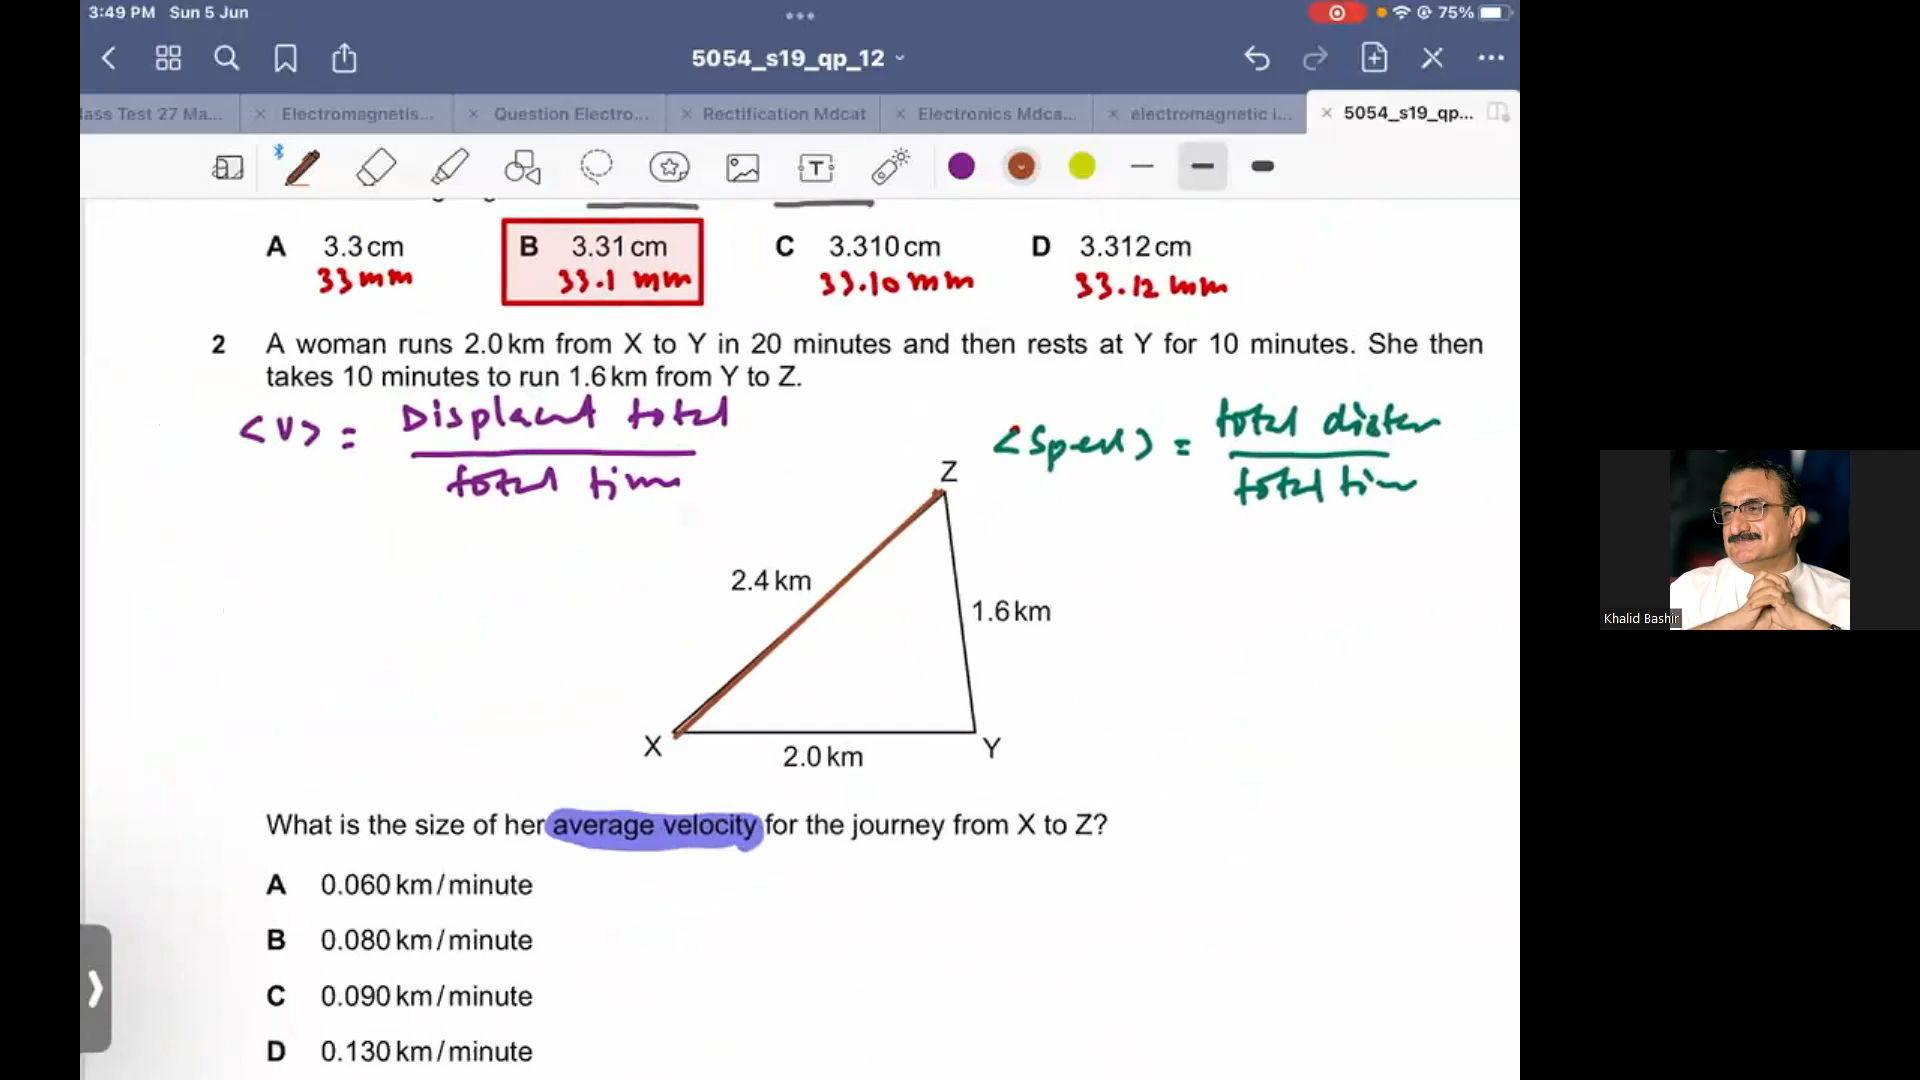 3:49 PM Sun 5 Jun
75%
5054_s19_qp_12
ass Test 27 Ma...
Electromagnetis...
Question Electro...
Rectification Mdcat
Electronics Mdca...
electromagnetic i...
5054_s19_qp...
A 3.3 cm
B 3.31 cm
C 3.310 cm
D 3.312 cm
33 mm
33.1 mm
33.10 mm
33.12 mm
2 A woman runs 2.0 km from X to Y in 20 minutes and then rests at Y for 10 minutes. She then
takes 10 minutes to run 1.6 km from Y to Z.
<v> = Displacent total
total time
<Speed> = total distan
total time
Z
2.4 km
1.6 km
X
Y
2.0 km
What is the size of her average velocity for the journey from X to Z?
A 0.060 km / minute
B 0.080 km / minute
C 0.090 km / minute
D 0.130 km / minute
Khalid Bashir